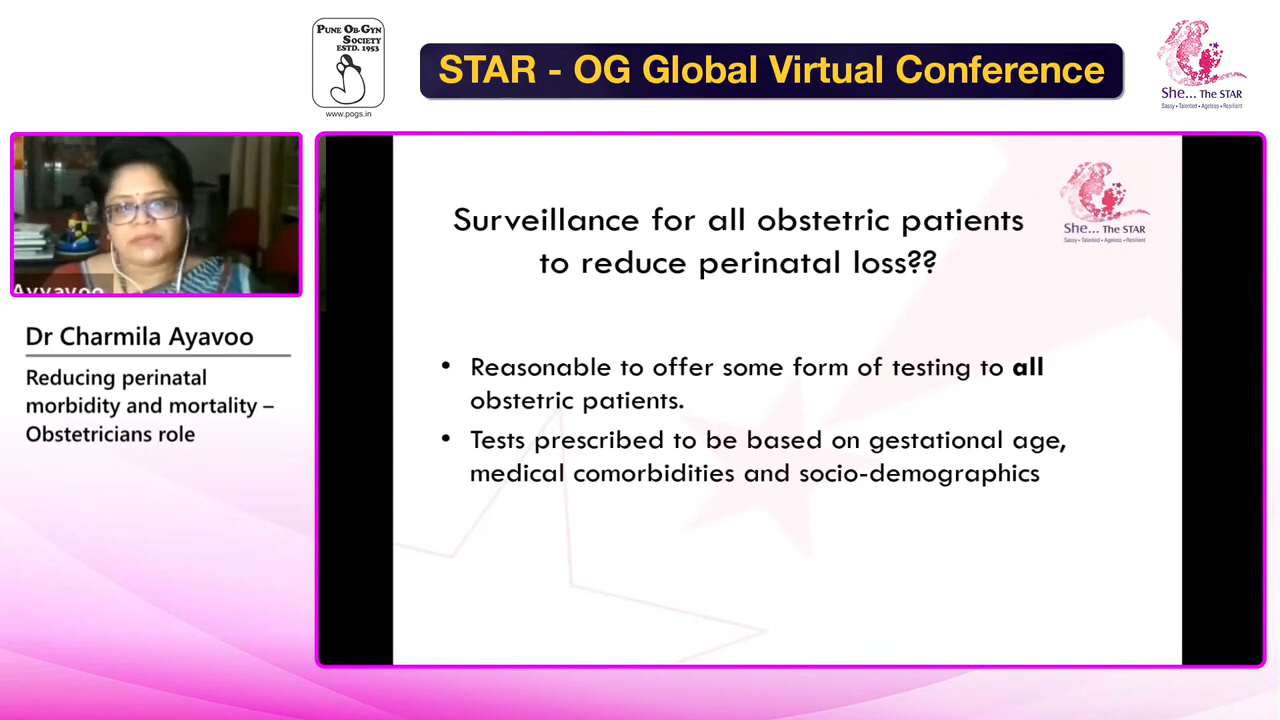 PUNE OB-GYN
SOCIETY
ESTD. 1953
www.pogs.in
STAR - OG Global Virtual Conference
She... THE STAR
Sassy • Talented • Ageless • Resilient
Ayyavoo
Dr Charmila Ayavoo
Reducing perinatal
morbidity and mortality –
Obstetricians role
She... THE STAR
Sassy • Talented • Ageless • Resilient
Surveillance for all obstetric patients
to reduce perinatal loss??
• Reasonable to offer some form of testing to all
obstetric patients.
• Tests prescribed to be based on gestational age,
medical comorbidities and socio-demographics